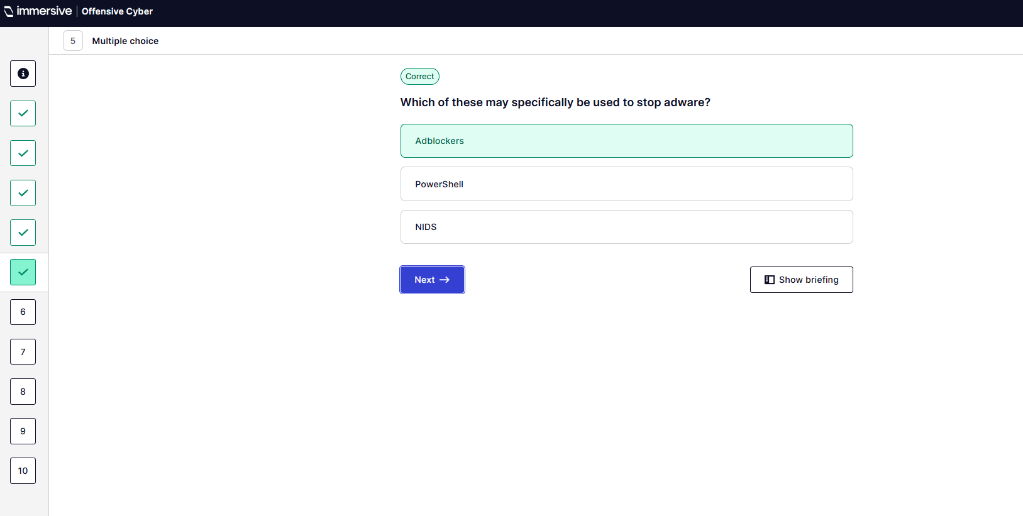 immersive | Offensive Cyber
5 Multiple choice
Correct
Which of these may specifically be used to stop adware?
Adblockers
PowerShell
NIDS
Next →
Show briefing
6
7
8
9
10